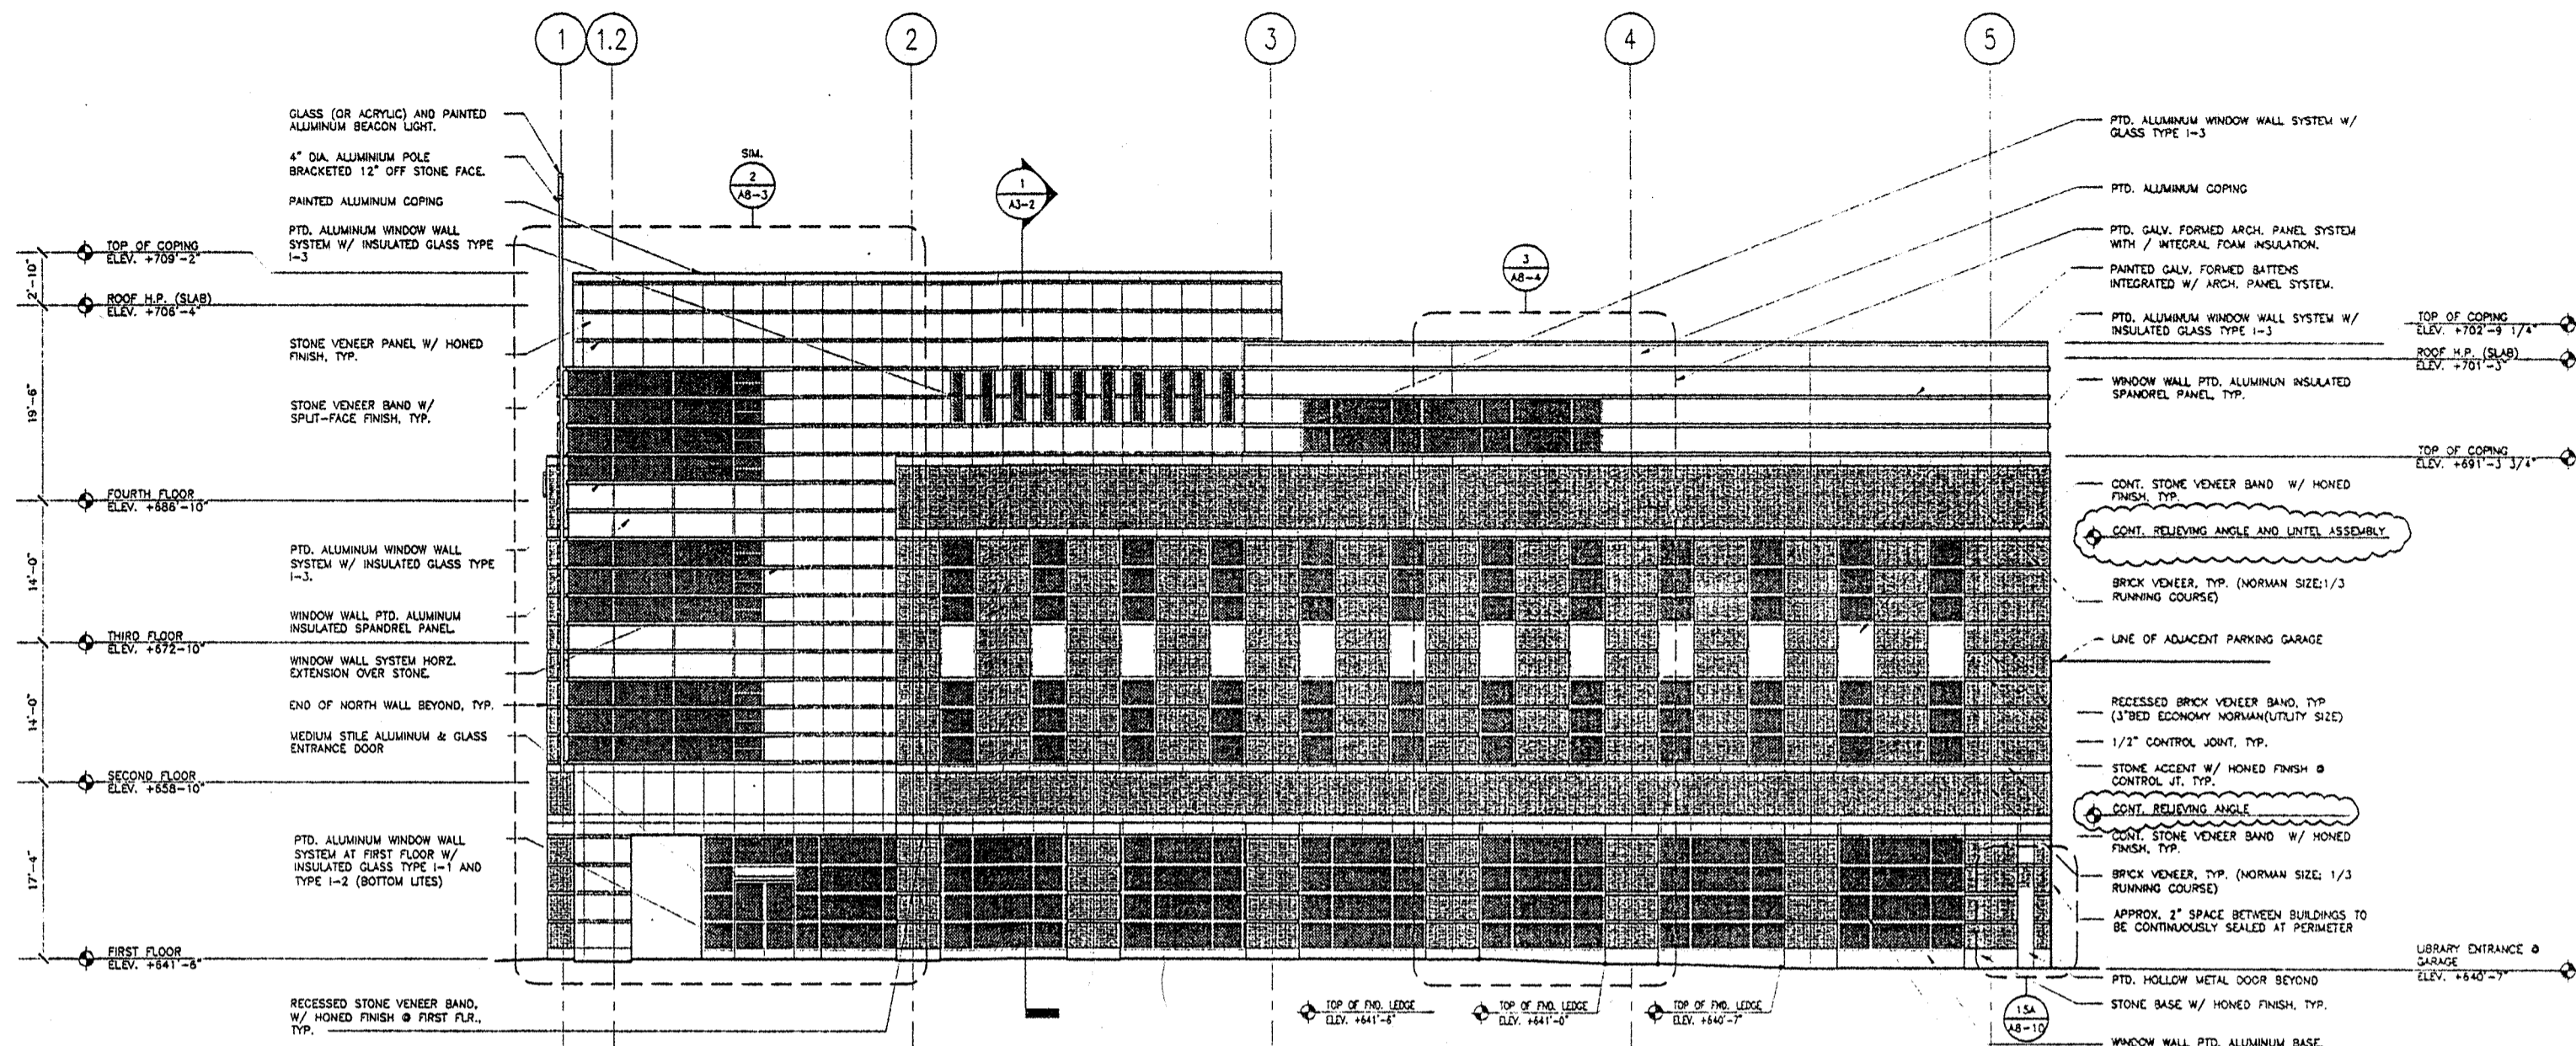 1
1.2
2
3
4
5
GLASS (OR ACRYLIC) AND PAINTED
ALUMINUM BEACON LIGHT.
4" DIA. ALUMINIUM POLE
BRACKETED 12" OFF STONE FACE.
PAINTED ALUMINUM COPING
PTD. ALUMINUM WINDOW WALL
SYSTEM W/ INSULATED GLASS TYPE
I-3
STONE VENEER PANEL W/ HONED
FINISH, TYP.
STONE VENEER BAND W/
SPLIT-FACE FINISH, TYP.
PTD. ALUMINUM WINDOW WALL
SYSTEM W/ INSULATED GLASS TYPE
I-3.
WINDOW WALL PTD. ALUMINUM
INSULATED SPANDREL PANEL
WINDOW WALL SYSTEM HORZ.
EXTENSION OVER STONE.
END OF NORTH WALL BEYOND, TYP.
MEDIUM STILE ALUMINUM & GLASS
ENTRANCE DOOR
PTD. ALUMINUM WINDOW WALL
SYSTEM AT FIRST FLOOR W/
INSULATED GLASS TYPE I-1 AND
TYPE I-2 (BOTTOM LITES)
RECESSED STONE VENEER BAND,
W/ HONED FINISH @ FIRST FLR.,
TYP.
TOP OF COPING
ELEV. +709'-2"
ROOF H.P. (SLAB)
ELEV. +706'-4"
FOURTH FLOOR
ELEV. +686'-10"
THIRD FLOOR
ELEV. +672-10"
SECOND FLOOR
ELEV. +658-10"
FIRST FLOOR
ELEV. +641'-6"
2'-10"
19'-6"
14'-0"
14'-0"
17'-4"
SIM.
2
A8-3
1
A3-2
3
A8-4
TOP OF FND. LEDGE
ELEV. +641'-6"
TOP OF FND. LEDGE
ELEV. +641'-0"
TOP OF FND. LEDGE
ELEV. +640'-7"
PTD. ALUMINUM WINDOW WALL SYSTEM W/
GLASS TYPE I-3
PTD. ALUMINUM COPING
PTD. GALV. FORMED ARCH. PANEL SYSTEM
WITH / INTEGRAL FOAM INSULATION.
PAINTED GALV. FORMED BATTENS
INTEGRATED W/ ARCH. PANEL SYSTEM.
PTD. ALUMINUM WINDOW WALL SYSTEM W/
INSULATED GLASS TYPE I-3
WINDOW WALL PTD. ALUMINUN INSULATED
SPANDREL PANEL, TYP.
CONT. STONE VENEER BAND W/ HONED
FINISH, TYP.
CONT. RELIEVING ANGLE AND LINTEL ASSEMBLY
BRICK VENEER, TYP. (NORMAN SIZE;1/3
RUNNING COURSE)
LINE OF ADJACENT PARKING GARAGE
RECESSED BRICK VENEER BAND, TYP
(3"BED ECONOMY NORMAN(UTILITY SIZE)
1/2" CONTROL JOINT, TYP.
STONE ACCENT W/ HONED FINISH @
CONTROL JT. TYP.
CONT. RELIEVING ANGLE
CONT. STONE VENEER BAND W/ HONED
FINISH, TYP.
BRICK VENEER, TYP. (NORMAN SIZE; 1/3
RUNNING COURSE)
APPROX. 2" SPACE BETWEEN BUILDINGS TO
BE CONTINUOUSLY SEALED AT PERIMETER
PTD. HOLLOW METAL DOOR BEYOND
STONE BASE W/ HONED FINISH, TYP.
WINDOW WALL PTD. ALUMINUM BASE
TOP OF COPING
ELEV. +702'-9 1/4"
ROOF H.P. (SLAB)
ELEV. +701'-3"
TOP OF COPING
ELEV. +691'-3 3/4"
LIBRARY ENTRANCE @
GARAGE
ELEV. +640'-7"
A8-10